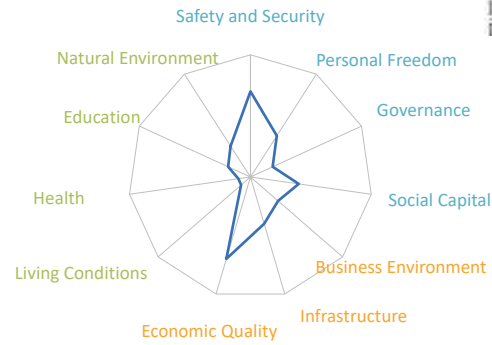 Safety and Security
Natural Environment
Personal Freedom
Education
Governance
Health
Social Capital
Living Conditions
Business Environment
Economic Quality
Infrastructure